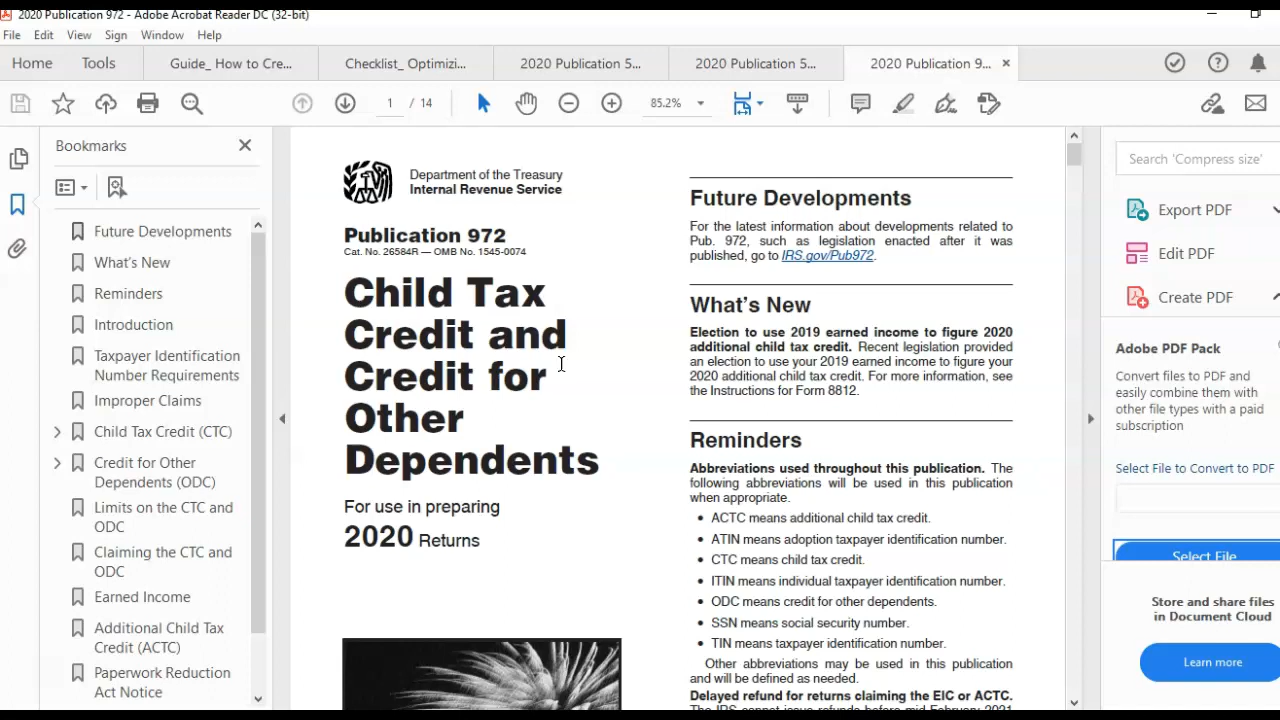 2020 Publication 972 - Adobe Acrobat Reader DC (32-bit)
File Edit View Sign Window Help
Home Tools Guide_ How to Cre... Checklist_ Optimizi... 2020 Publication 5... 2020 Publication 5... 2020 Publication 9... ×
1 / 14 85.2%
Bookmarks
Future Developments
What's New
Reminders
Introduction
Taxpayer Identification
Number Requirements
Improper Claims
Child Tax Credit (CTC)
Credit for Other
Dependents (ODC)
Limits on the CTC and
ODC
Claiming the CTC and
ODC
Earned Income
Additional Child Tax
Credit (ACTC)
Paperwork Reduction
Act Notice
Department of the Treasury
Internal Revenue Service
Publication 972
Cat. No. 26584R — OMB No. 1545-0074
Child Tax
Credit and
Credit for
Other
Dependents
For use in preparing
2020 Returns
Future Developments
For the latest information about developments related to
Pub. 972, such as legislation enacted after it was
published, go to IRS.gov/Pub972.
What's New
Election to use 2019 earned income to figure 2020
additional child tax credit. Recent legislation provided
an election to use your 2019 earned income to figure your
2020 additional child tax credit. For more information, see
the Instructions for Form 8812.
Reminders
Abbreviations used throughout this publication. The
following abbreviations will be used in this publication
when appropriate.
• ACTC means additional child tax credit.
• ATIN means adoption taxpayer identification number.
• CTC means child tax credit.
• ITIN means individual taxpayer identification number.
• ODC means credit for other dependents.
• SSN means social security number.
• TIN means taxpayer identification number.
Other abbreviations may be used in this publication
and will be defined as needed.
Delayed refund for returns claiming the EIC or ACTC.
The IRS cannot issue refunds before mid-February 2021
Search 'Compress size'
Export PDF
Edit PDF
Create PDF
Adobe PDF Pack
Convert files to PDF and
easily combine them with
other file types with a paid
subscription
Select File to Convert to PDF
Select File
Store and share files
in Document Cloud
Learn more